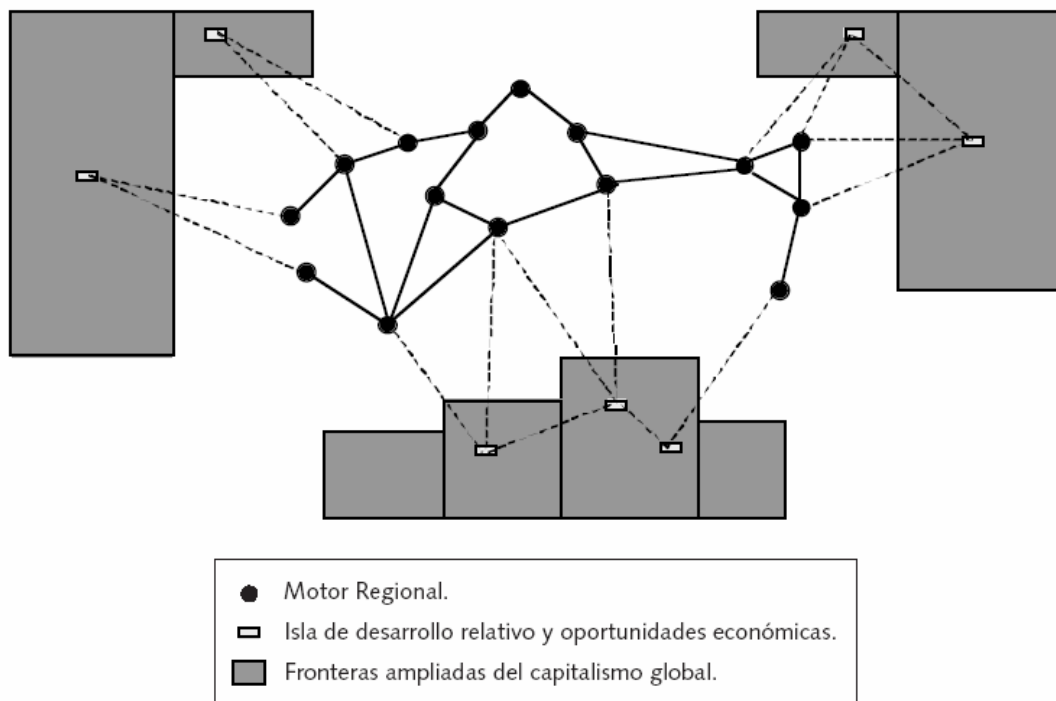 Motor Regional.
Isla de desarrollo relativo y oportunidades económicas.
Fronteras ampliadas del capitalismo global.